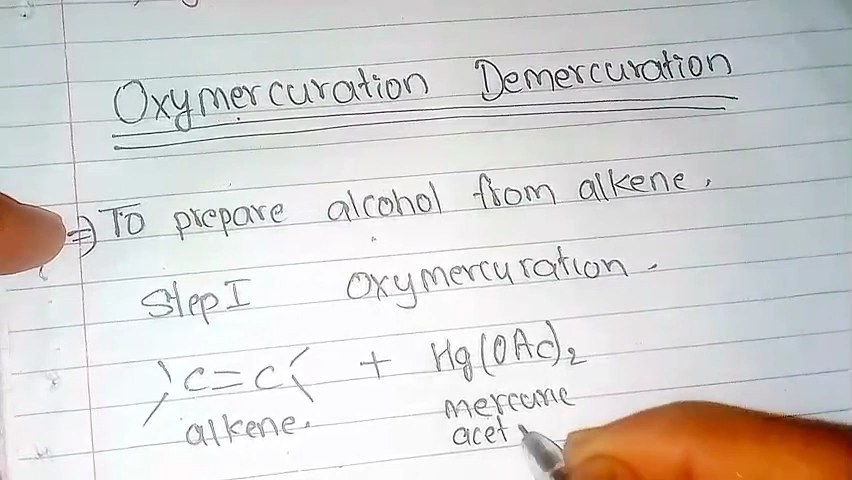 Oxymercuration Demercuration
⇒ To prepare alcohol from alkene.
Step I Oxymercuration.
C=C + Hg(OAc)₂
alkene. mercuric
acet